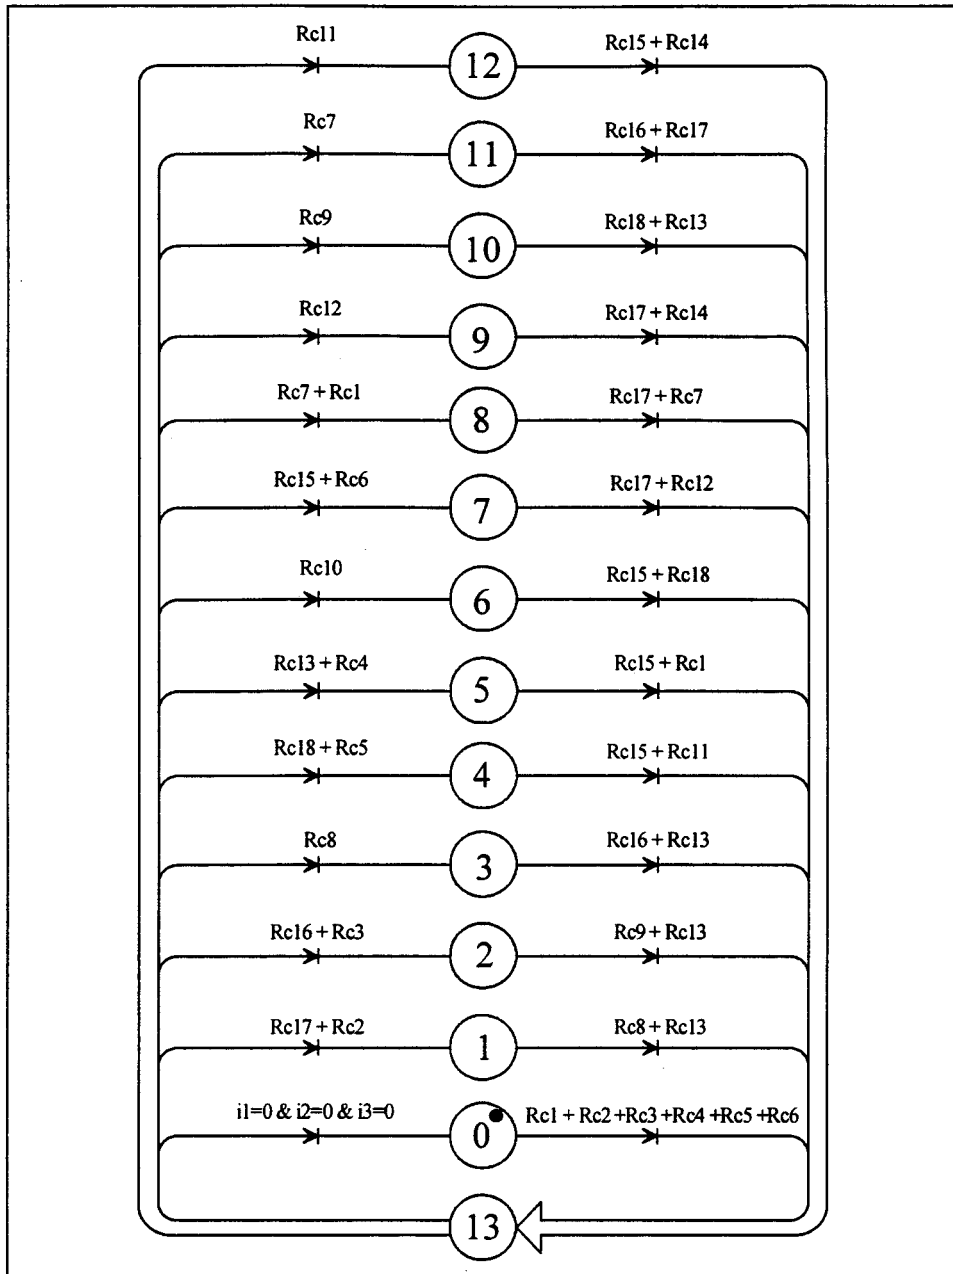 Rc11 12 Rc15 + Rc14
Rc7 11 Rc16 + Rc17
Rc9 10 Rc18 + Rc13
Rc12 9 Rc17 + Rc14
Rc7 + Rc1 8 Rc17 + Rc7
Rc15 + Rc6 7 Rc17 + Rc12
Rc10 6 Rc15 + Rc18
Rc13 + Rc4 5 Rc15 + Rc1
Rc18 + Rc5 4 Rc15 + Rc11
Rc8 3 Rc16 + Rc13
Rc16 + Rc3 2 Rc9 + Rc13
Rc17 + Rc2 1 Rc8 + Rc13
i1=0 & i2=0 & i3=0 0 Rc1 + Rc2 +Rc3 +Rc4 +Rc5 +Rc6
13